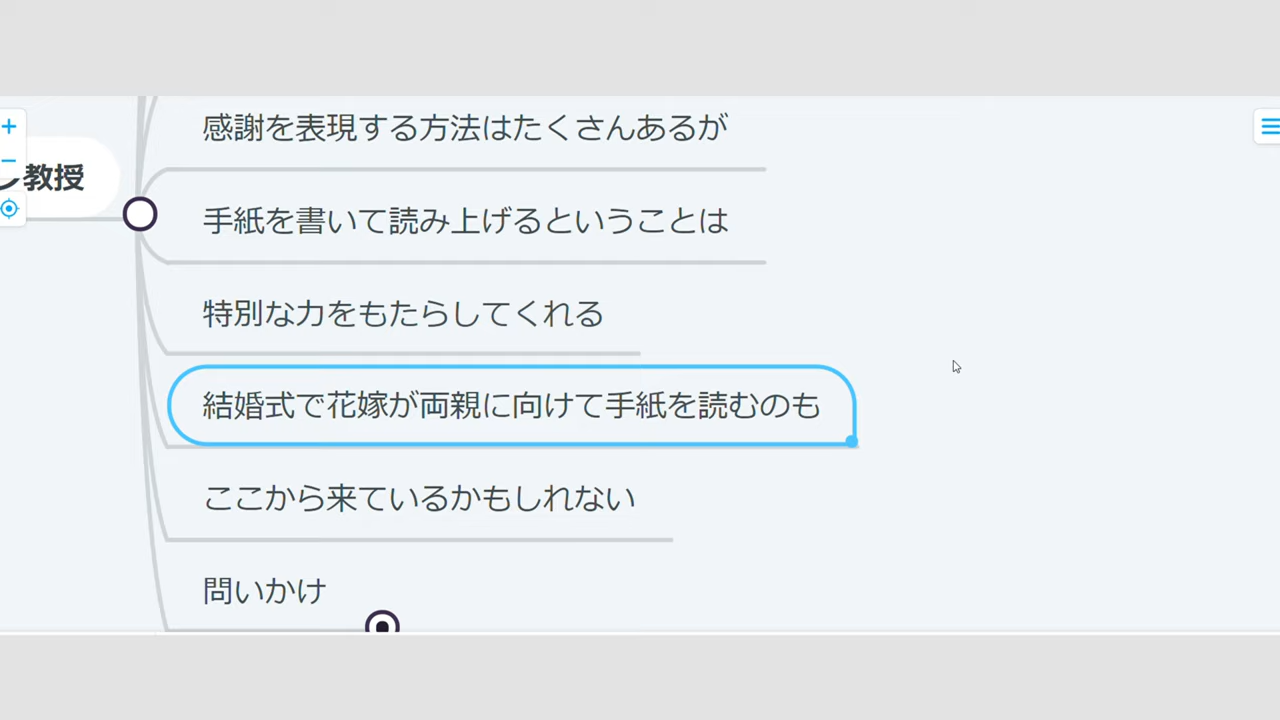 感謝を表現する方法はたくさんあるが
教授
手紙を書いて読み上げるということは
特別な力をもたらしてくれる
結婚式で花嫁が両親に向けて手紙を読むのも
ここから来ているかもしれない
問いかけ